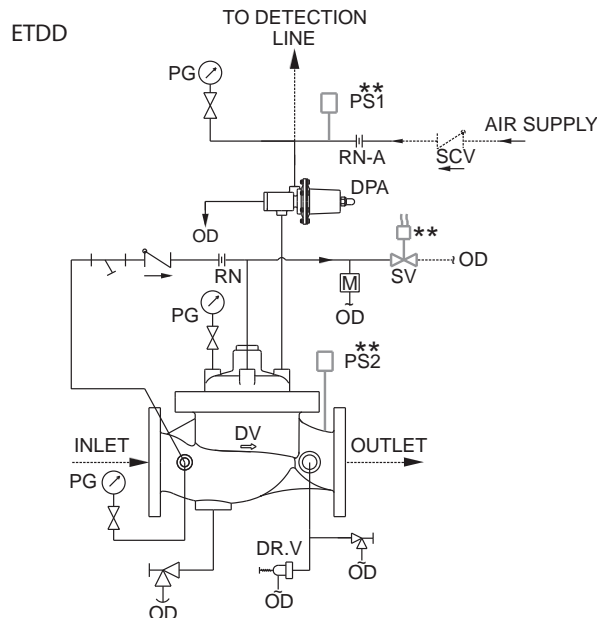 ETDD
TO DETECTION
LINE
PG
**
PS1
AIR SUPPLY
RN-A
SCV
DPA
OD
**
RN
SV
OD
M
OD
PG
**
PS2
INLET
DV
OUTLET
PG
DR.V
OD
OD
OD